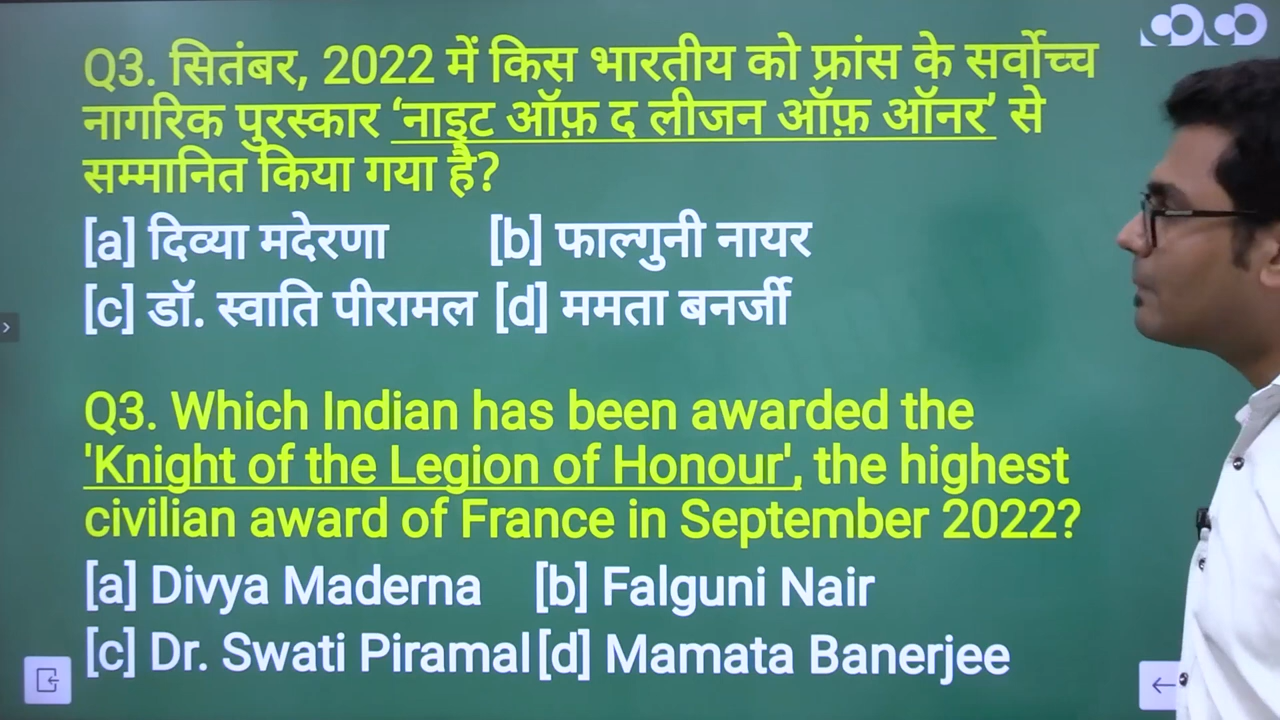 Q3. सितंबर, 2022 में किस भारतीय को फ्रांस के सर्वोच्च
नागरिक पुरस्कार ‘नाइट ऑफ़ द लीजन ऑफ़ ऑनर’ से
सम्मानित किया गया है?
[a] दिव्या मदेरणा [b] फाल्गुनी नायर
[c] डॉ. स्वाति पीरामल [d] ममता बनर्जी
Q3. Which Indian has been awarded the
'Knight of the Legion of Honour', the highest
civilian award of France in September 2022?
[a] Divya Maderna [b] Falguni Nair
[c] Dr. Swati Piramal [d] Mamata Banerjee